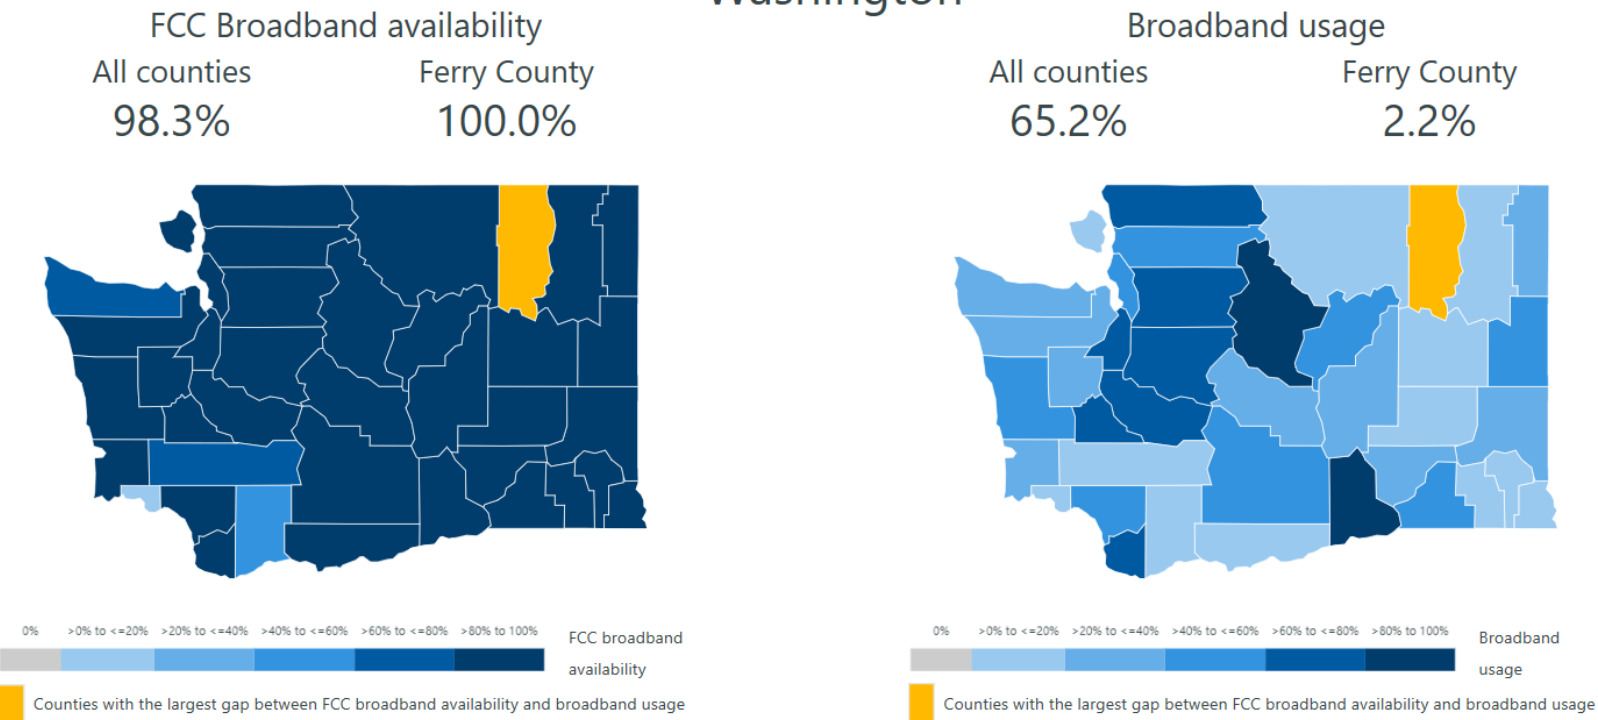 Washington
FCC Broadband availability
All counties
Ferry County
98.3%
100.0%
0% >0% to <=20% >20% to <=40% >40% to <=60% >60% to <=80% >80% to 100%
FCC broadband
availability
Counties with the largest gap between FCC broadband availability and broadband usage
Broadband usage
All counties
Ferry County
65.2%
2.2%
0% >0% to <=20% >20% to <=40% >40% to <=60% >60% to <=80% >80% to 100%
Broadband
usage
Counties with the largest gap between FCC broadband availability and broadband usage